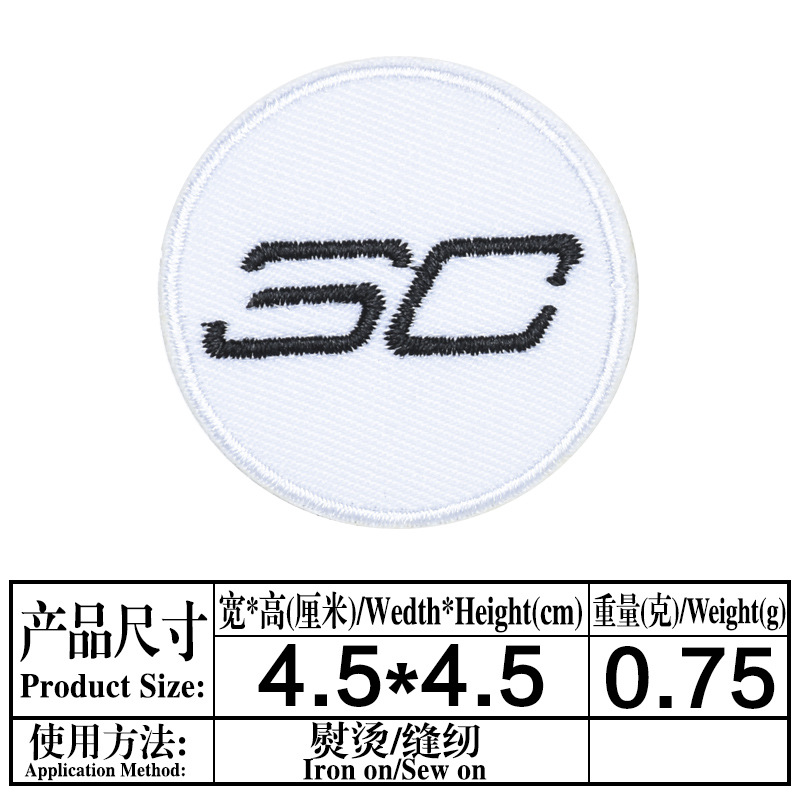 SC
产品尺寸
Product Size:
宽*高(厘米)/Wedth*Height(cm)
重量(克)/Weight(g)
4.5*4.5
0.75
使用方法:
Application Method:
熨烫/缝纫
Iron on/Sew on